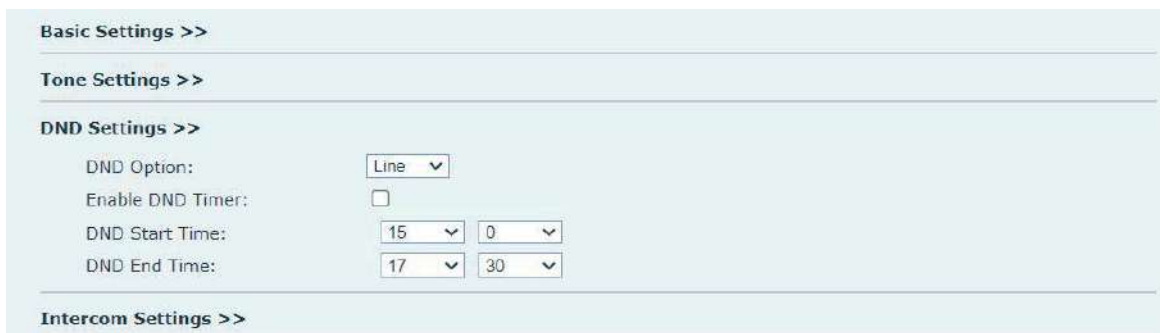 Basic Settings >>
Tone Settings >>
DND Settings >>
DND Option: Line
Enable DND Timer:
DND Start Time: 15 0
DND End Time: 17 30
Intercom Settings >>